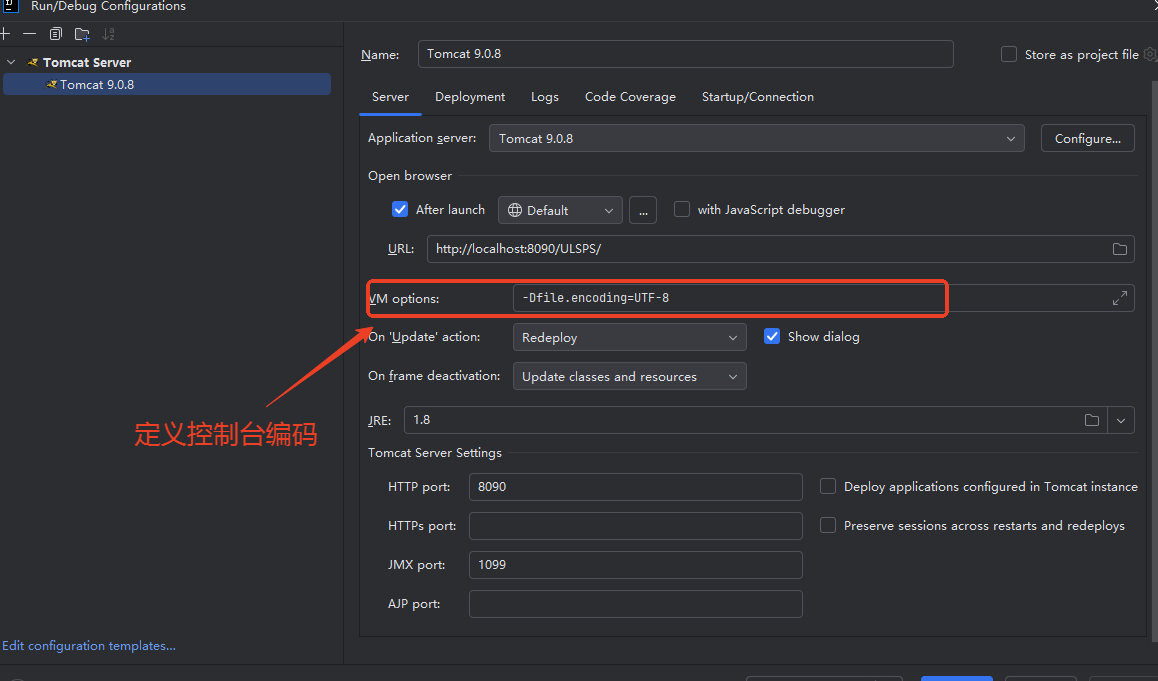 Run/Debug Configurations
Tomcat Server
Tomcat 9.0.8
Edit configuration templates...
Name: Tomcat 9.0.8
Store as project file
Server Deployment Logs Code Coverage Startup/Connection
Application server: Tomcat 9.0.8 Configure...
Open browser
After launch Default ... with JavaScript debugger
URL: http://localhost:8090/ULSPS/
VM options: -Dfile.encoding=UTF-8
On 'Update' action: Redeploy Show dialog
On frame deactivation: Update classes and resources
定义控制台编码
JRE: 1.8
Tomcat Server Settings
HTTP port: 8090 Deploy applications configured in Tomcat instance
HTTPs port: Preserve sessions across restarts and redeploys
JMX port: 1099
AJP port: